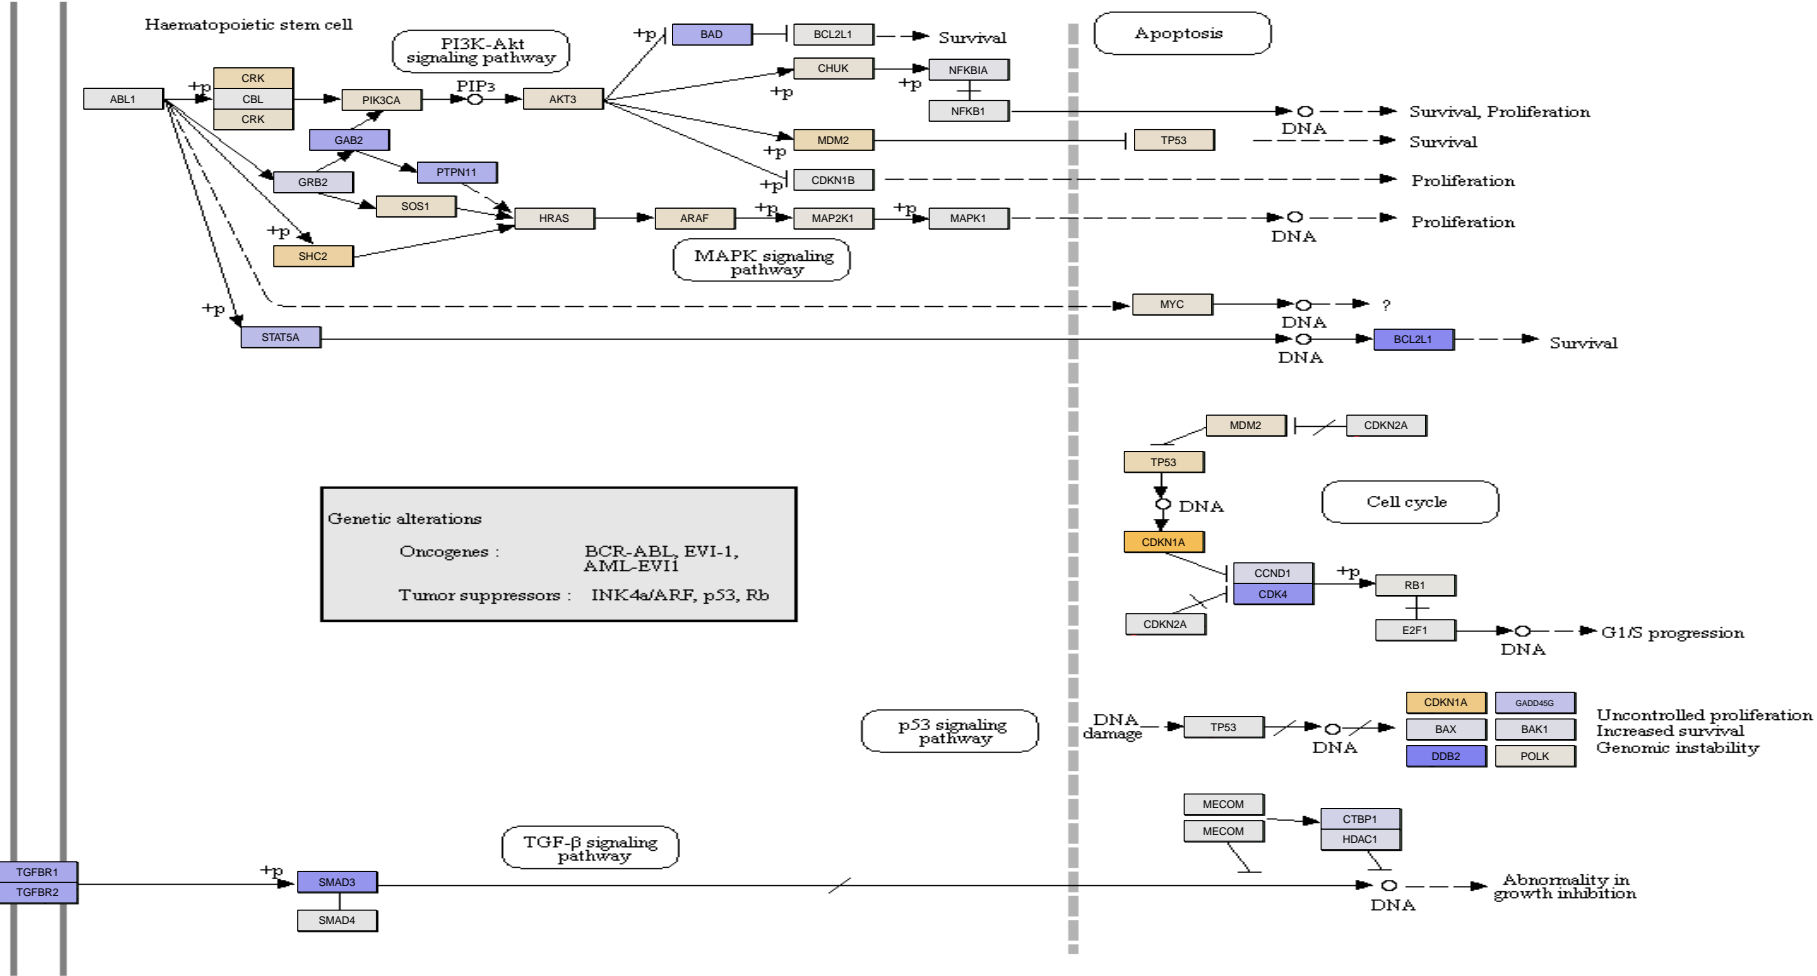 Haematopoietic stem cell
PI3K-Akt
signaling pathway
+p
BAD
BCL2L1
Survival
Apoptosis
CRK
+p
CBL
CRK
ABL1
PIK3CA
PIP3
AKT3
CHUK
+p
+p
NFKBIA
NFKB1
DNA
Survival, Proliferation
GAB2
MDM2
+p
TP53
Survival
GRB2
PTPN11
+p
CDKN1B
Proliferation
SOS1
HRAS
ARAF
+p
MAP2K1
+p
MAPK1
DNA
Proliferation
+p
SHC2
MAPK signaling
pathway
MYC
DNA
?
+p
STAT5A
DNA
BCL2L1
Survival
MDM2
CDKN2A
TP53
DNA
Cell cycle
Genetic alterations
Oncogenes :
BCR-ABL, EVI-1,
AML-EVI1
Tumor suppressors :
INK4a/ARF, p53, Rb
CDKN1A
CCND1
CDK4
+p
RB1
CDKN2A
E2F1
DNA
G1/S progression
p53 signaling
pathway
DNA
damage
TP53
DNA
CDKN1A
GADD45G
BAX
BAK1
DDB2
POLK
Uncontrolled proliferation
Increased survival
Genomic instability
MECOM
MECOM
CTBP1
HDAC1
TGF-β signaling
pathway
TGFBR1
TGFBR2
+p
SMAD3
SMAD4
DNA
Abnormality in
growth inhibition